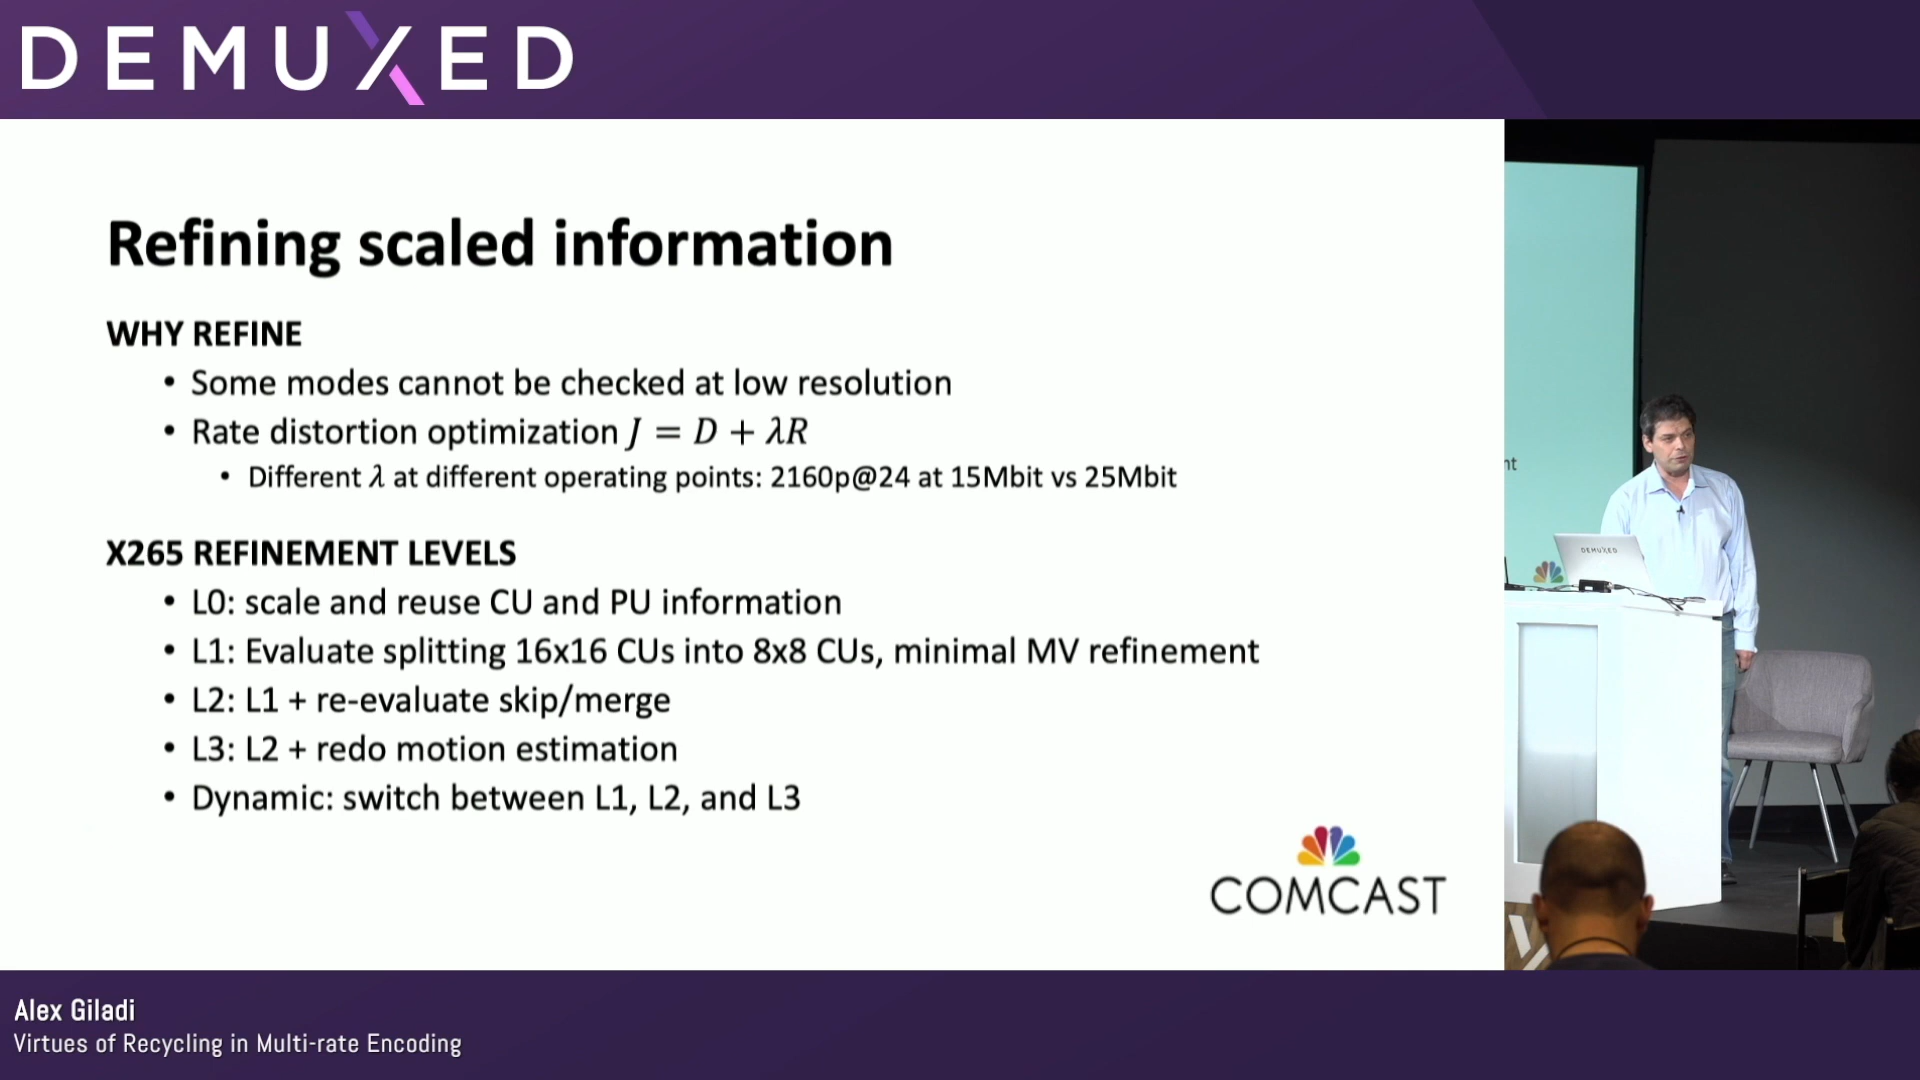 DEMUXED
Refining scaled information
WHY REFINE
• Some modes cannot be checked at low resolution
• Rate distortion optimization J = D + λR
• Different λ at different operating points: 2160p@24 at 15Mbit vs 25Mbit
X265 REFINEMENT LEVELS
• L0: scale and reuse CU and PU information
• L1: Evaluate splitting 16x16 CUs into 8x8 CUs, minimal MV refinement
• L2: L1 + re-evaluate skip/merge
• L3: L2 + redo motion estimation
• Dynamic: switch between L1, L2, and L3
COMCAST
nt
DEMUXED
Alex Giladi
Virtues of Recycling in Multi-rate Encoding